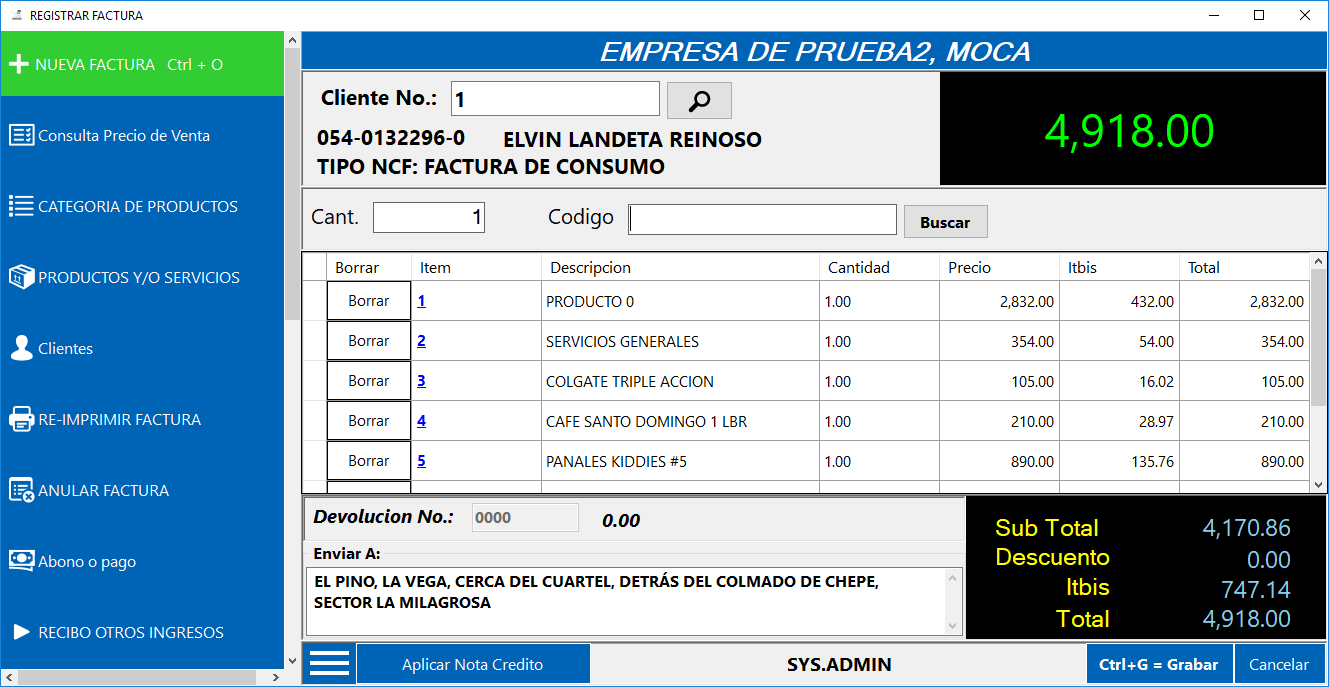 REGISTRAR FACTURA
NUEVA FACTURA Ctrl + O
Consulta Precio de Venta
CATEGORIA DE PRODUCTOS
PRODUCTOS Y/O SERVICIOS
Clientes
RE-IMPRIMIR FACTURA
ANULAR FACTURA
Abono o pago
RECIBO OTROS INGRESOS
EMPRESA DE PRUEBA2, MOCA
Cliente No.: 1
054-0132296-0 ELVIN LANDETA REINOSO
TIPO NCF: FACTURA DE CONSUMO
4,918.00
Cant. 1 Codigo Buscar
Borrar Item Descripcion Cantidad Precio Itbis Total
Borrar 1 PRODUCTO 0 1.00 2,832.00 432.00 2,832.00
Borrar 2 SERVICIOS GENERALES 1.00 354.00 54.00 354.00
Borrar 3 COLGATE TRIPLE ACCION 1.00 105.00 16.02 105.00
Borrar 4 CAFE SANTO DOMINGO 1 LBR 1.00 210.00 28.97 210.00
Borrar 5 PANALES KIDDIES #5 1.00 890.00 135.76 890.00
Devolucion No.: 0000 0.00
Enviar A:
EL PINO, LA VEGA, CERCA DEL CUARTEL, DETRÁS DEL COLMADO DE CHEPE,
SECTOR LA MILAGROSA
Sub Total 4,170.86
Descuento 0.00
Itbis 747.14
Total 4,918.00
Aplicar Nota Credito SYS.ADMIN Ctrl+G = Grabar Cancelar